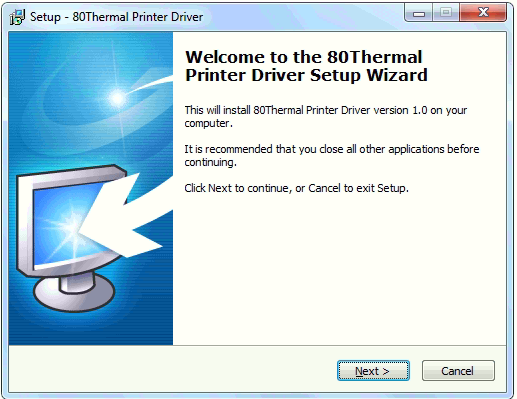 Setup - 80Thermal Printer Driver
Welcome to the 80Thermal
Printer Driver Setup Wizard
This will install 80Thermal Printer Driver version 1.0 on your
computer.
It is recommended that you close all other applications before
continuing.
Click Next to continue, or Cancel to exit Setup.
Next >
Cancel